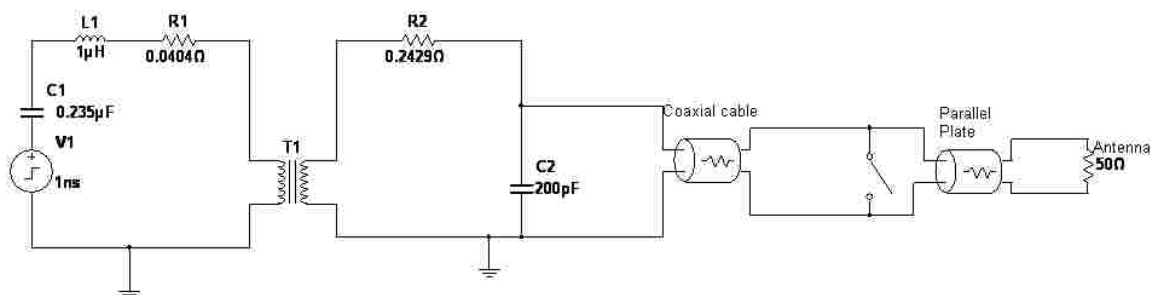 L1
1µH
R1
0.0404Ω
C1
0.235µF
V1
1ns
T1
R2
0.2429Ω
C2
200pF
Coaxial cable
Parallel
Plate
Antenna
50Ω